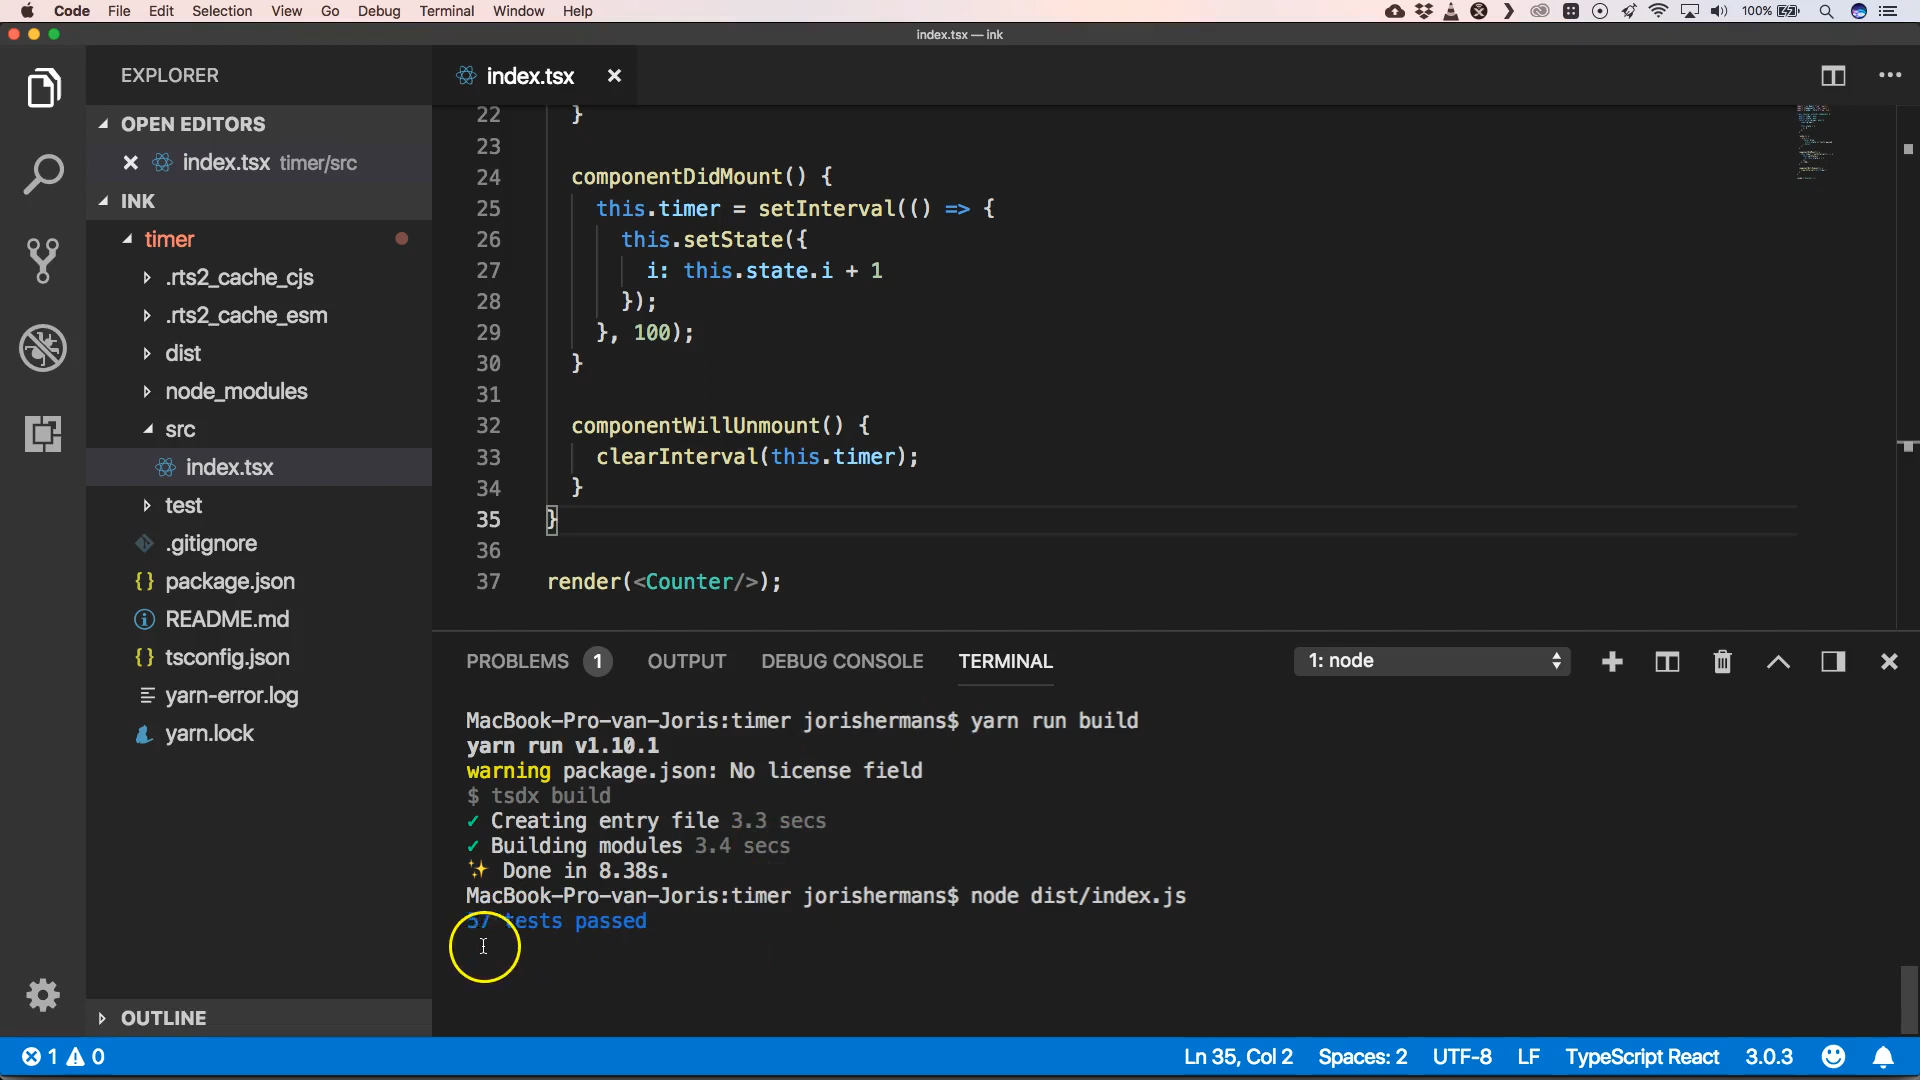 Code File Edit Selection View Go Debug Terminal Window Help 100%
index.tsx — ink
EXPLORER
OPEN EDITORS
index.tsx timer/src
INK
timer
.rts2_cache_cjs
.rts2_cache_esm
dist
node_modules
src
index.tsx
test
.gitignore
package.json
README.md
tsconfig.json
yarn-error.log
yarn.lock
OUTLINE
index.tsx
22 }
23
24 componentDidMount() {
25 this.timer = setInterval(() => {
26 this.setState({
27 i: this.state.i + 1
28 });
29 }, 100);
30 }
31
32 componentWillUnmount() {
33 clearInterval(this.timer);
34 }
35 }
36
37 render(<Counter/>);
PROBLEMS 1 OUTPUT DEBUG CONSOLE TERMINAL 1: node
MacBook-Pro-van-Joris:timer jorishermans$ yarn run build
yarn run v1.10.1
warning package.json: No license field
$ tsdx build
✓ Creating entry file 3.3 secs
✓ Building modules 3.4 secs
✨ Done in 8.38s.
MacBook-Pro-van-Joris:timer jorishermans$ node dist/index.js
57 tests passed
1 0 Ln 35, Col 2 Spaces: 2 UTF-8 LF TypeScript React 3.0.3